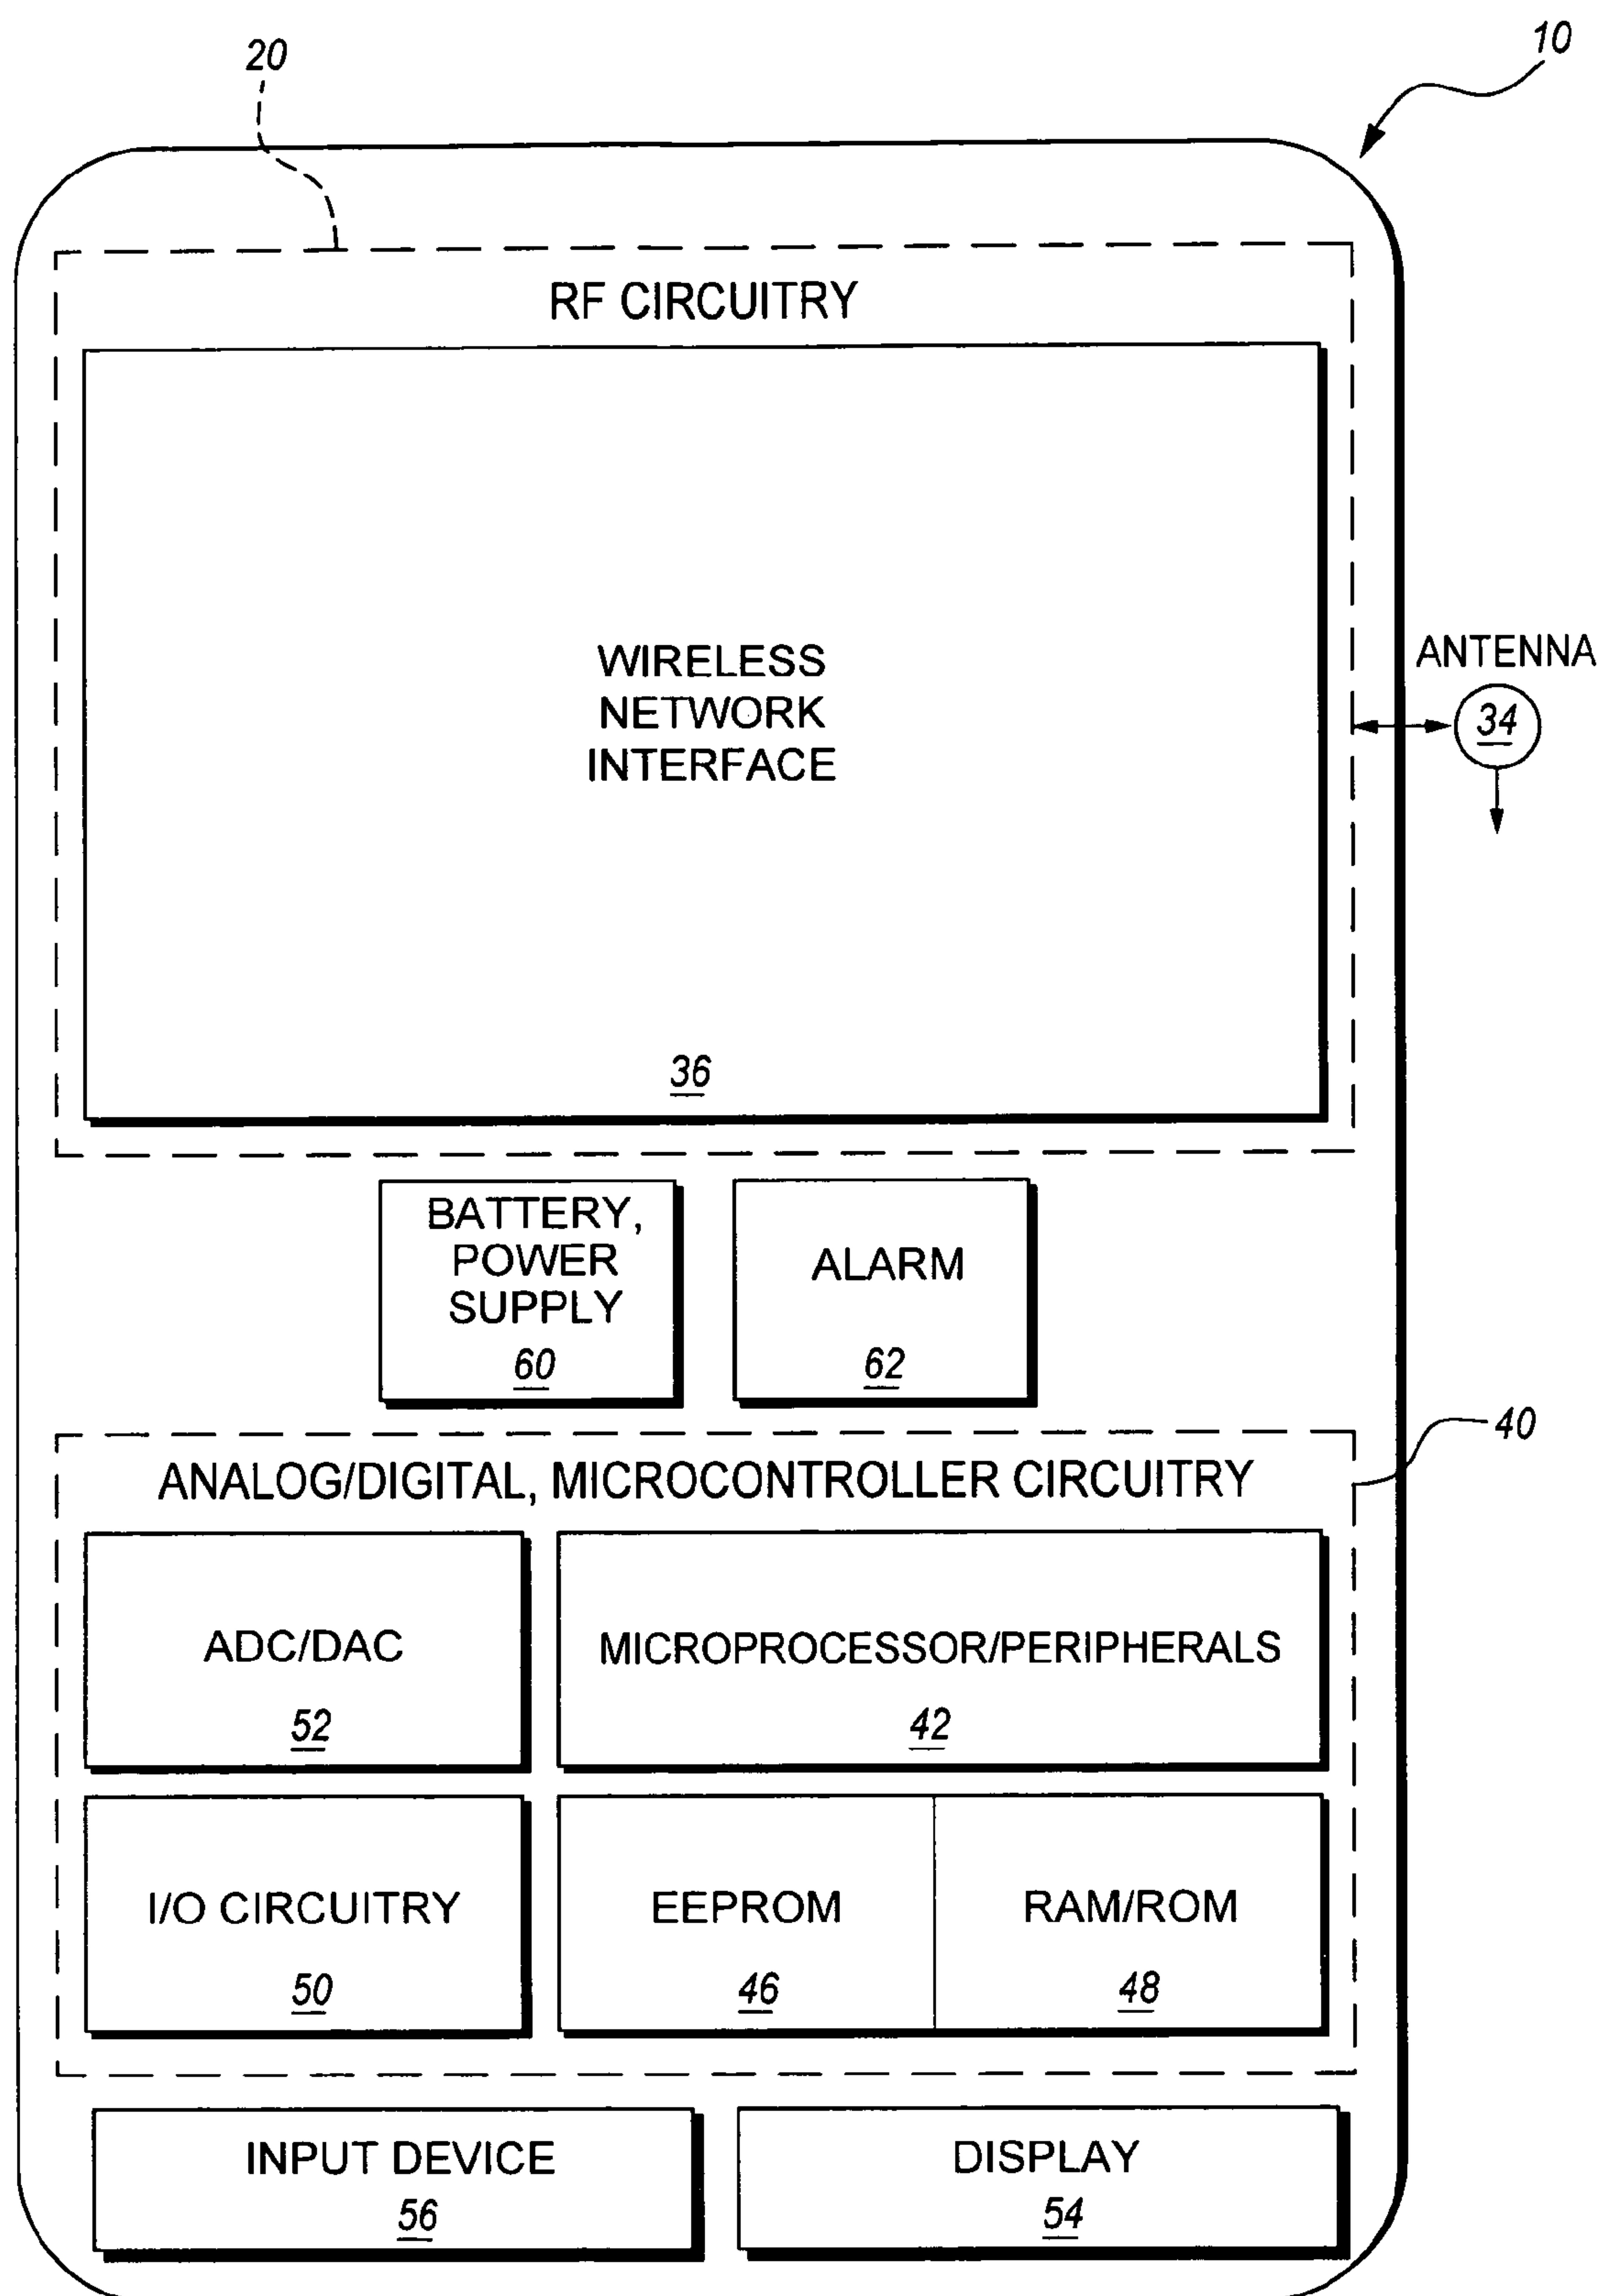 20
10
RF CIRCUITRY
WIRELESS
NETWORK
INTERFACE
36
ANTENNA
34
BATTERY,
POWER
SUPPLY
60
ALARM
62
40
ANALOG/DIGITAL, MICROCONTROLLER CIRCUITRY
ADC/DAC
52
MICROPROCESSOR/PERIPHERALS
42
I/O CIRCUITRY
50
EEPROM
46
RAM/ROM
48
INPUT DEVICE
56
DISPLAY
54